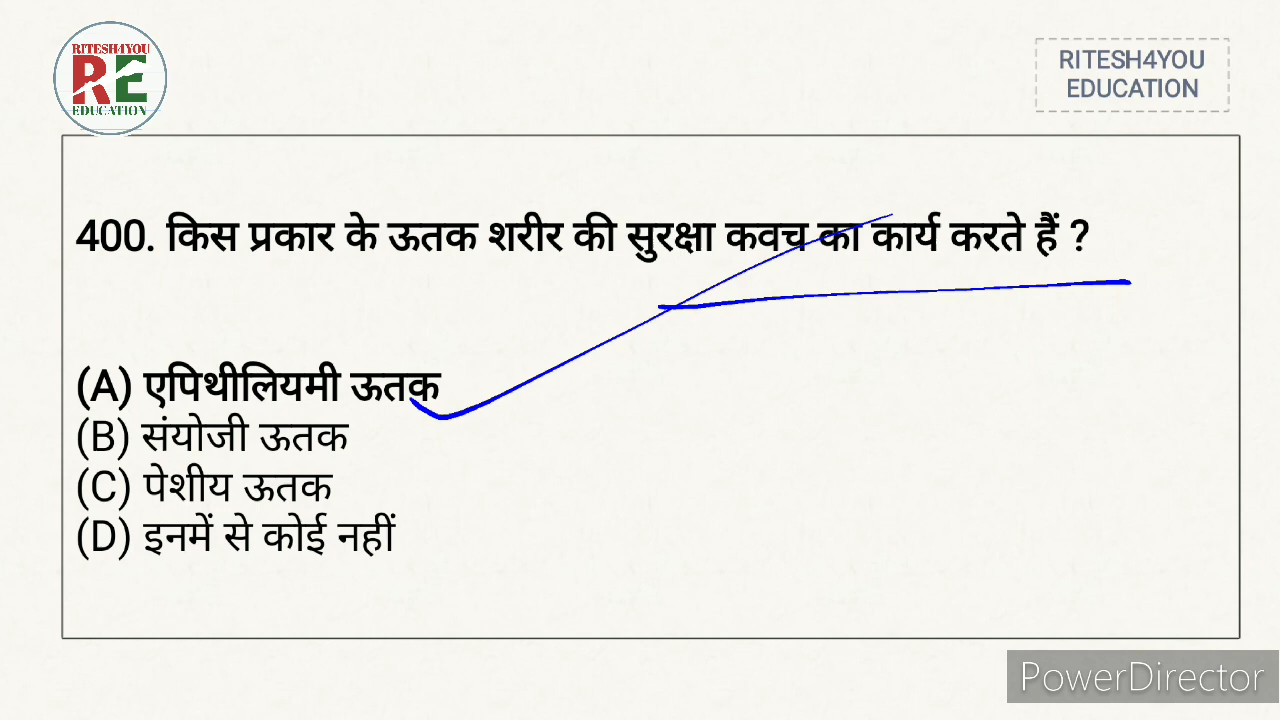 RITESH4YOU
RE
EDUCATION
RITESH4YOU
EDUCATION
400. किस प्रकार के ऊतक शरीर की सुरक्षा कवच का कार्य करते हैं ?
(A) एपिथीलियमी ऊतक
(B) संयोजी ऊतक
(C) पेशीय ऊतक
(D) इनमें से कोई नहीं
PowerDirector